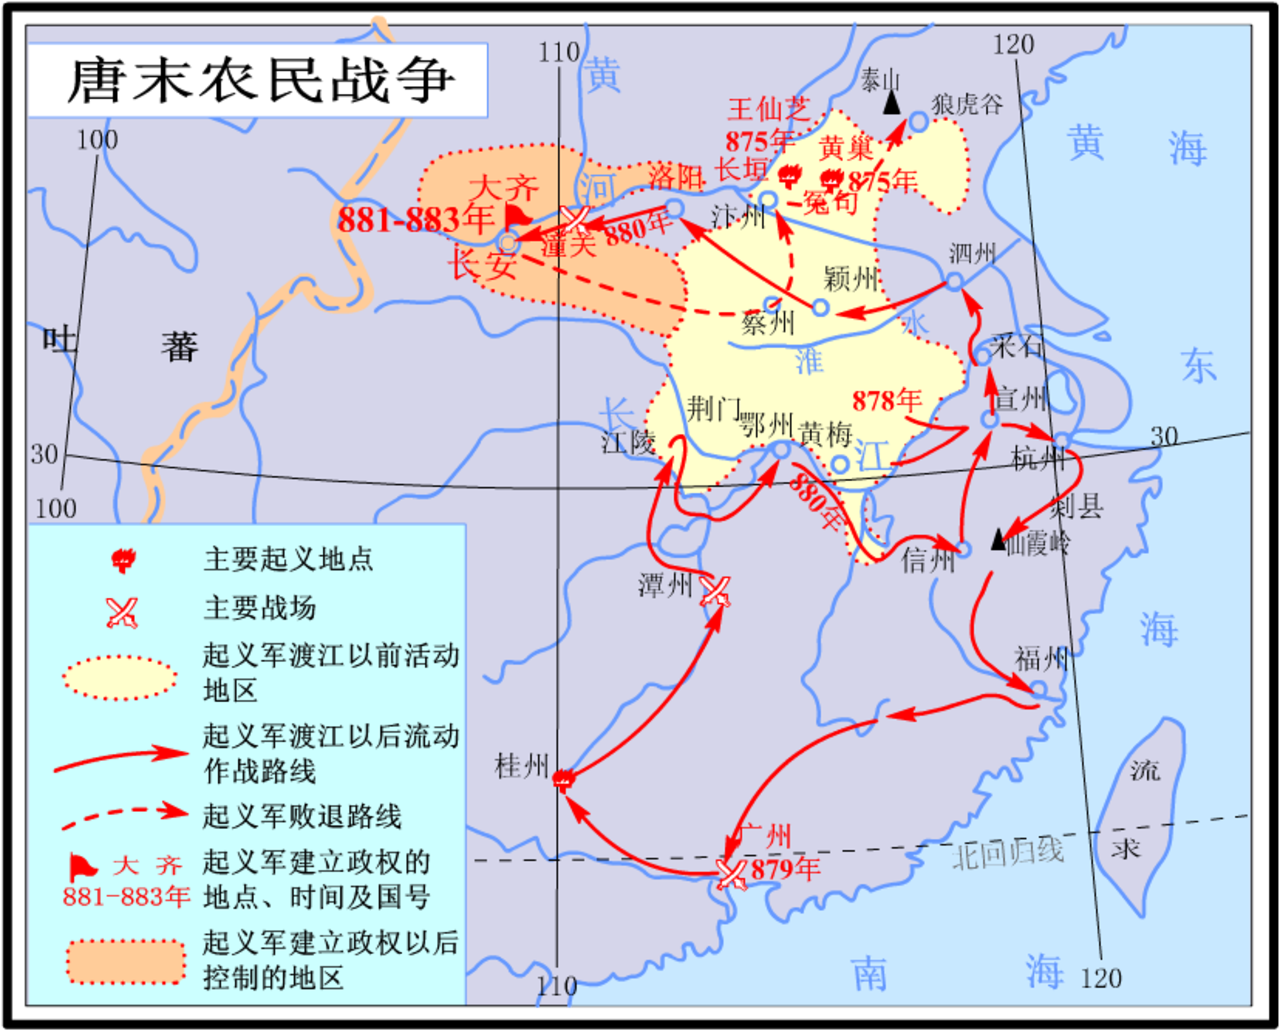 唐末农民战争
110
120
100
黄
泰山
狼虎谷
王仙芝
875年
黄巢
长垣
875年
冤句
黄 海
大齐
881-883年
河
洛阳
汴州
880年
潼关
长安
泗州
颍州
蔡州
水
淮
采石
吐 蕃
东
长
荆门
878年
宣州
江陵
鄂州
黄梅
江
杭州
30
30
100
880年
剡县
仙霞岭
信州
潭州
海
福州
桂州
流
求
广州
879年
北回归线
南 海
110
120
主要起义地点
主要战场
起义军渡江以前活动
地区
起义军渡江以后流动
作战路线
起义军败退路线
大 齐
881-883年
起义军建立政权的
地点、时间及国号
起义军建立政权以后
控制的地区